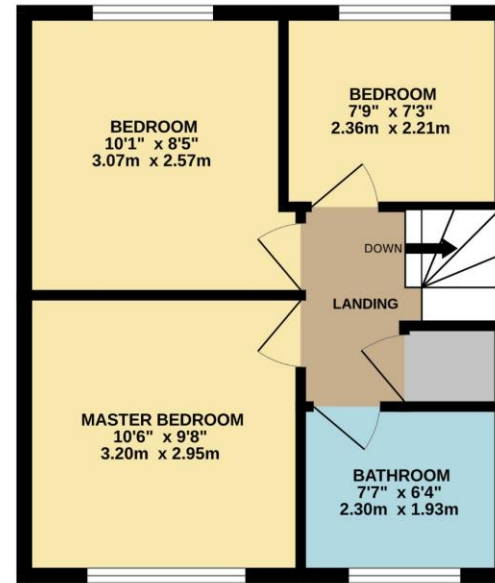 BEDROOM
10'1" x 8'5"
3.07m x 2.57m
BEDROOM
7'9" x 7'3"
2.36m x 2.21m
DOWN
LANDING
MASTER BEDROOM
10'6" x 9'8"
3.20m x 2.95m
BATHROOM
7'7" x 6'4"
2.30m x 1.93m